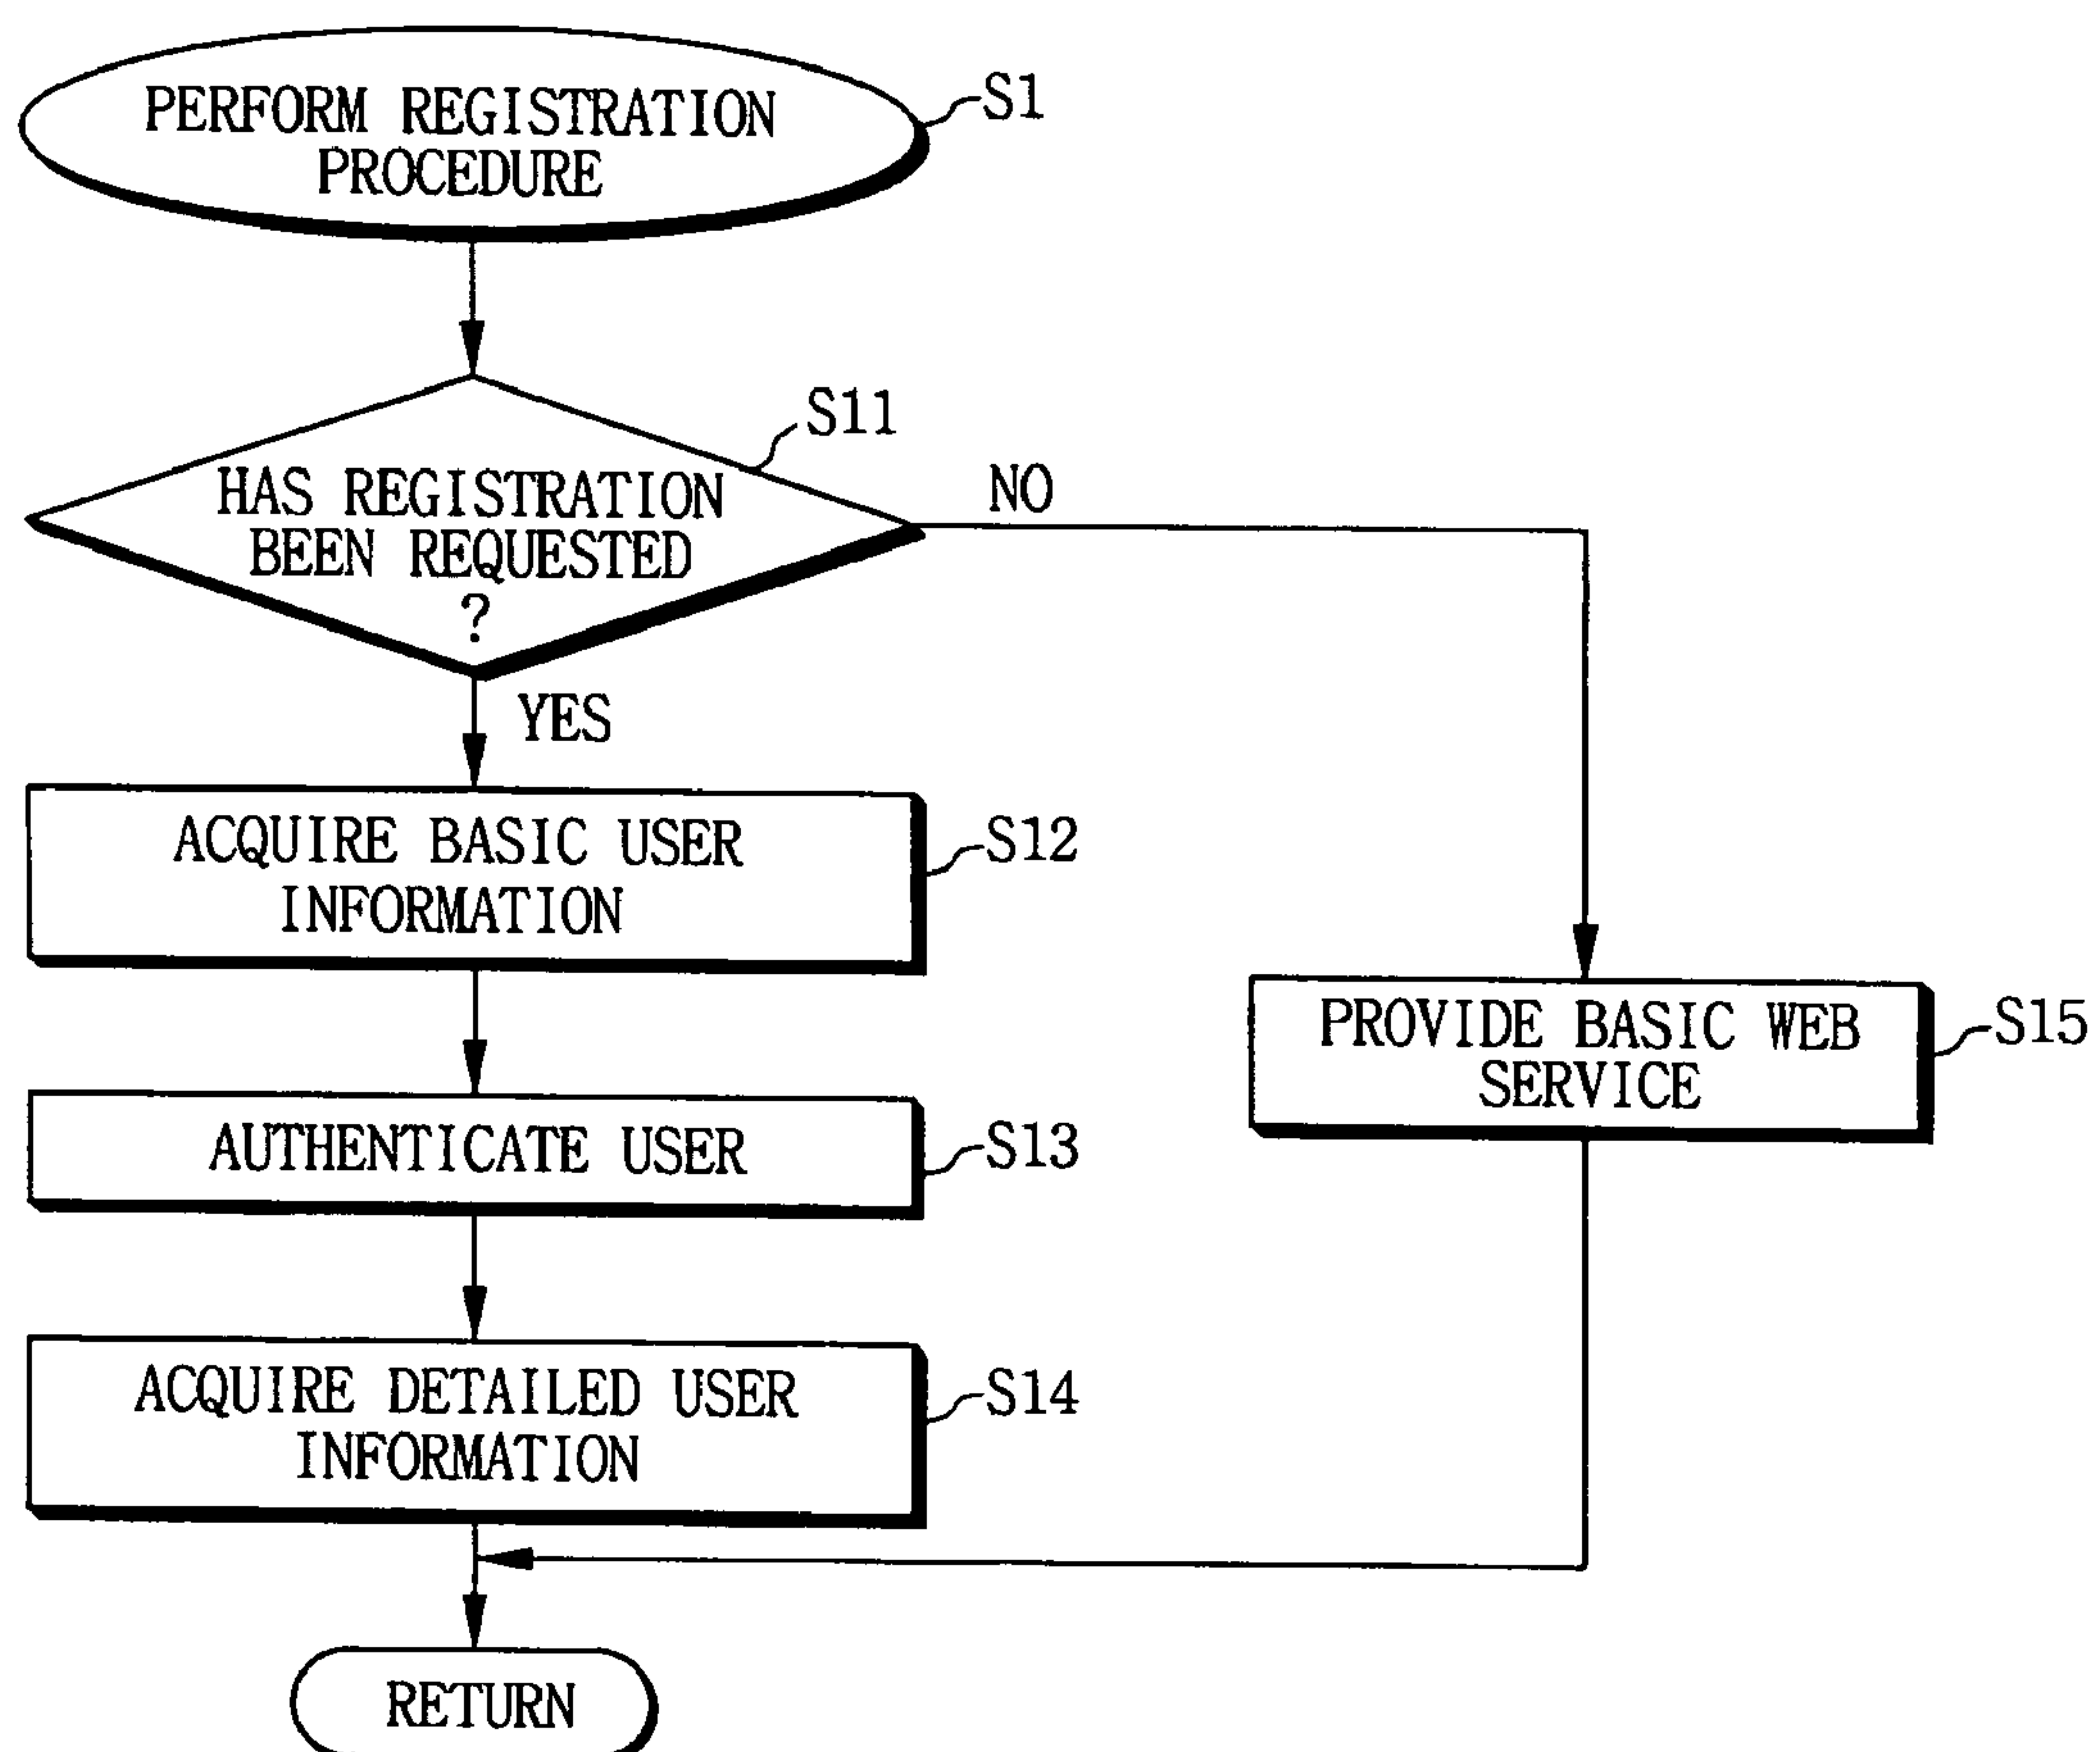 PERFORM REGISTRATION
PROCEDURE
S1
HAS REGISTRATION
BEEN REQUESTED
?
S11
NO
YES
ACQUIRE BASIC USER
INFORMATION
S12
PROVIDE BASIC WEB
SERVICE
S15
AUTHENTICATE USER
S13
ACQUIRE DETAILED USER
INFORMATION
S14
RETURN